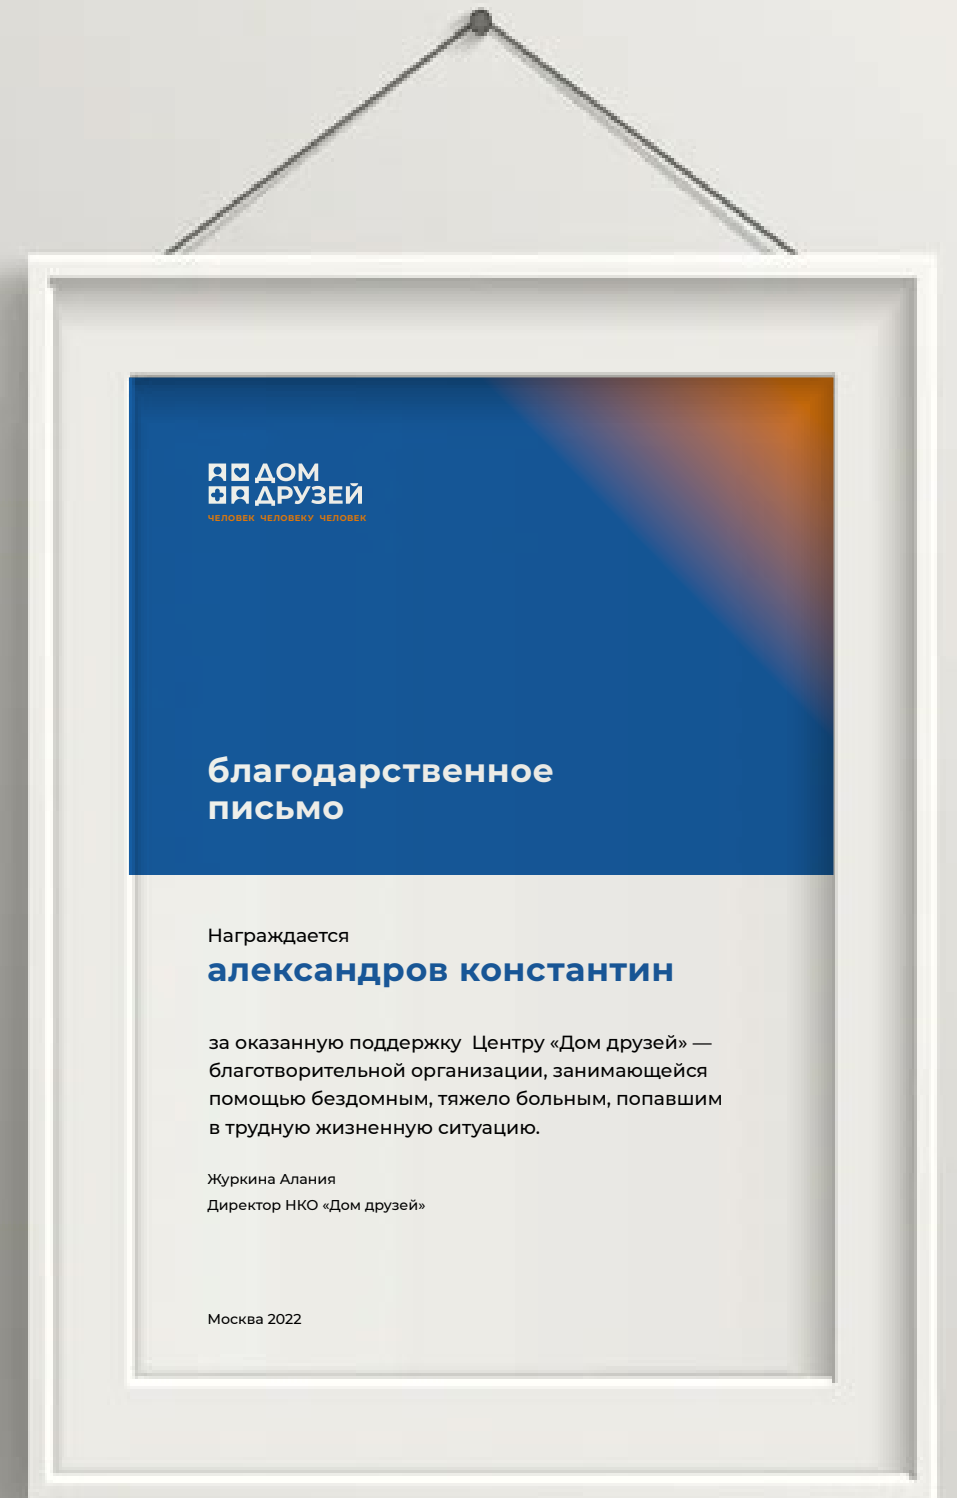 ДОМ
ДРУЗЕЙ
ЧЕЛОВЕК ЧЕЛОВЕКУ ЧЕЛОВЕК
благодарственное
письмо
Награждается
александров константин
за оказанную поддержку Центру «Дом друзей» —
благотворительной организации, занимающейся
помощью бездомным, тяжело больным, попавшим
в трудную жизненную ситуацию.
Журкина Алания
Директор НКО «Дом друзей»
Москва 2022